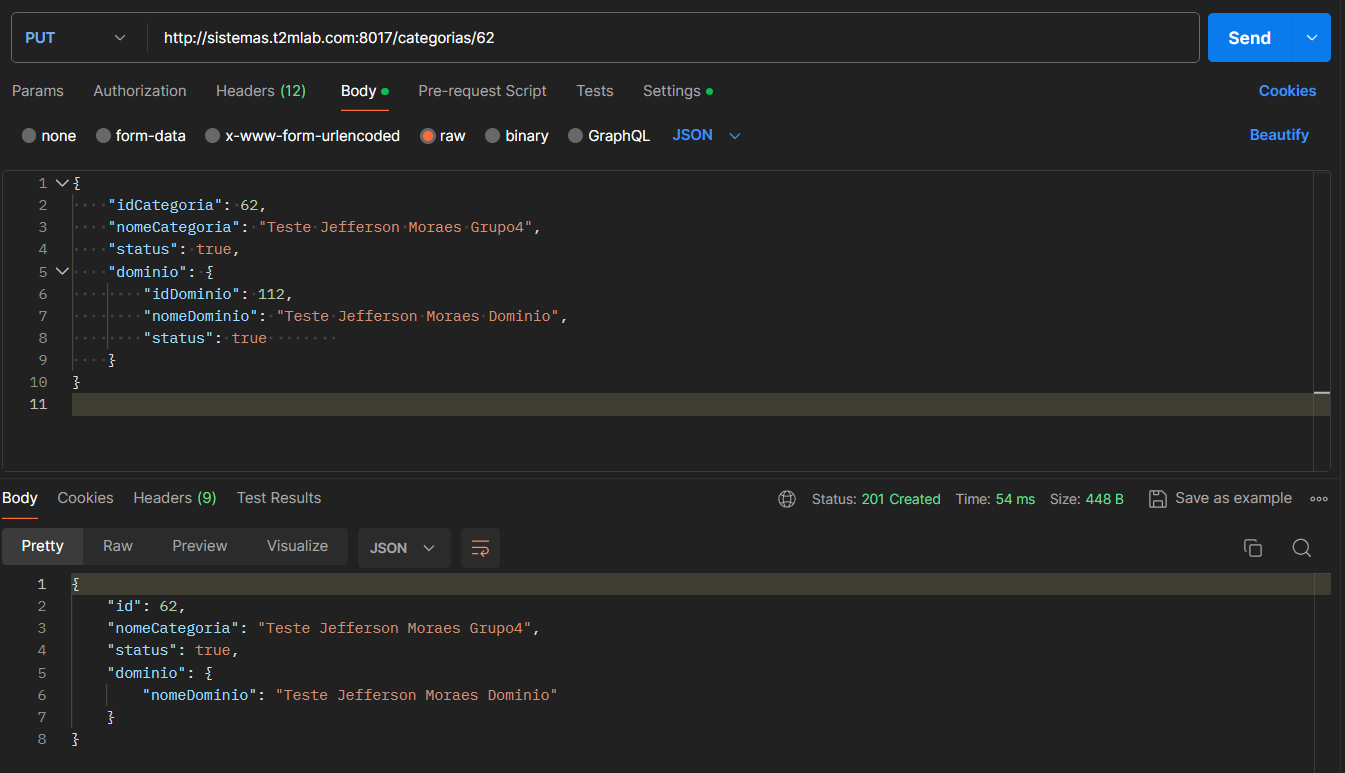 PUT http://sistemas.t2mlab.com:8017/categorias/62 Send
Params Authorization Headers (12) Body Pre-request Script Tests Settings Cookies
none form-data x-www-form-urlencoded raw binary GraphQL JSON Beautify
1 {
2 "idCategoria": 62,
3 "nomeCategoria": "Teste Jefferson Moraes Grupo4",
4 "status": true,
5 "dominio": {
6 "idDominio": 112,
7 "nomeDominio": "Teste Jefferson Moraes Dominio",
8 "status": true
9 }
10 }
11
Body Cookies Headers (9) Test Results Status: 201 Created Time: 54 ms Size: 448 B Save as example
Pretty Raw Preview Visualize JSON
1 {
2 "id": 62,
3 "nomeCategoria": "Teste Jefferson Moraes Grupo4",
4 "status": true,
5 "dominio": {
6 "nomeDominio": "Teste Jefferson Moraes Dominio"
7 }
8 }